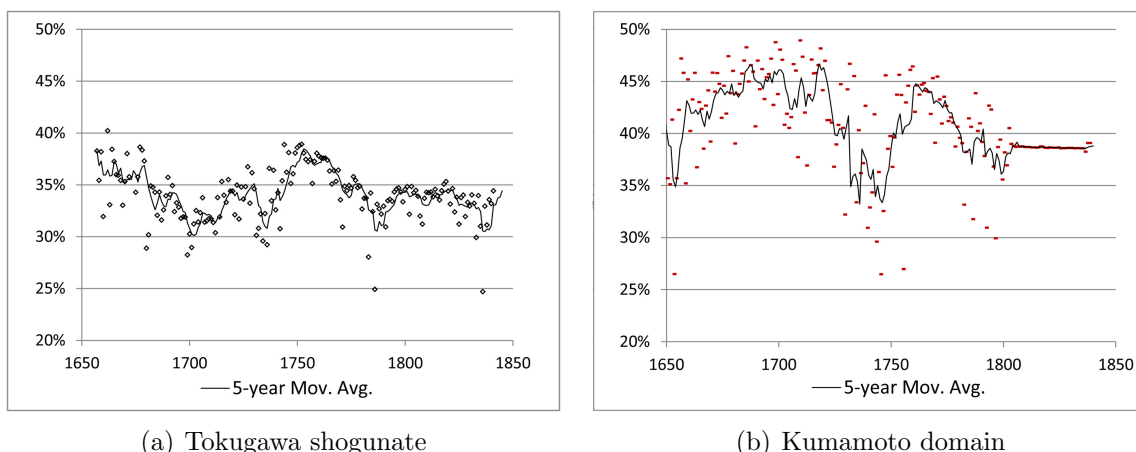 50%
45%
40%
35%
30%
25%
20%
1650 1700 1750 1800 1850
5-year Mov. Avg.
(a) Tokugawa shogunate
50%
45%
40%
35%
30%
25%
20%
1650 1700 1750 1800 1850
5-year Mov. Avg.
(b) Kumamoto domain